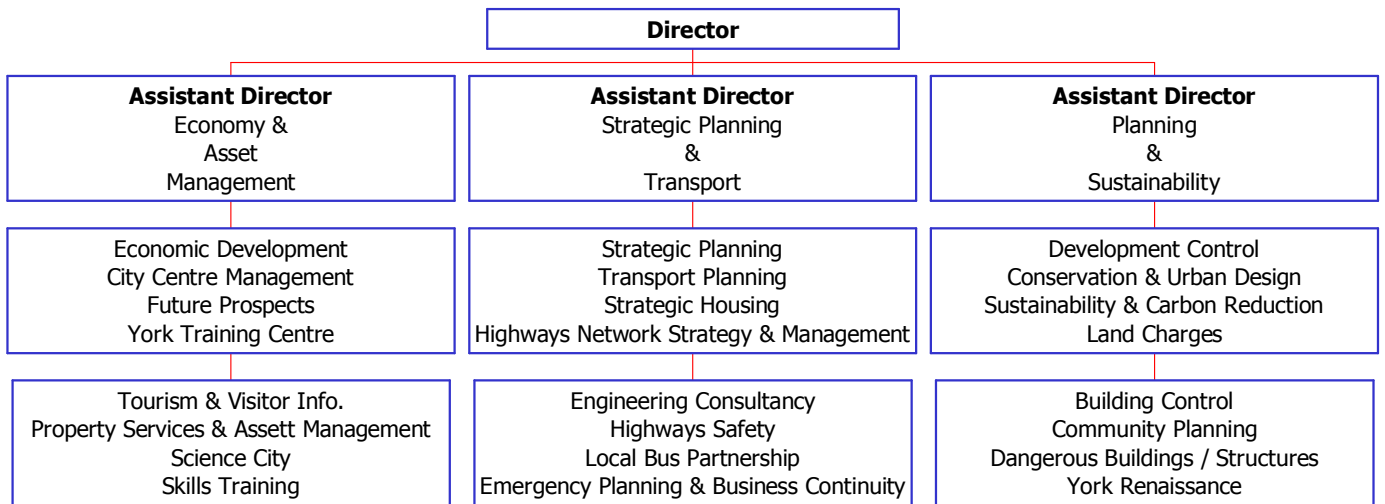 Director
Assistant Director
Economy &
Asset
Management
Assistant Director
Strategic Planning
&
Transport
Assistant Director
Planning
&
Sustainability
Economic Development
City Centre Management
Future Prospects
York Training Centre
Strategic Planning
Transport Planning
Strategic Housing
Highways Network Strategy & Management
Development Control
Conservation & Urban Design
Sustainability & Carbon Reduction
Land Charges
Tourism & Visitor Info.
Property Services & Assett Management
Science City
Skills Training
Engineering Consultancy
Highways Safety
Local Bus Partnership
Emergency Planning & Business Continuity
Building Control
Community Planning
Dangerous Buildings / Structures
York Renaissance